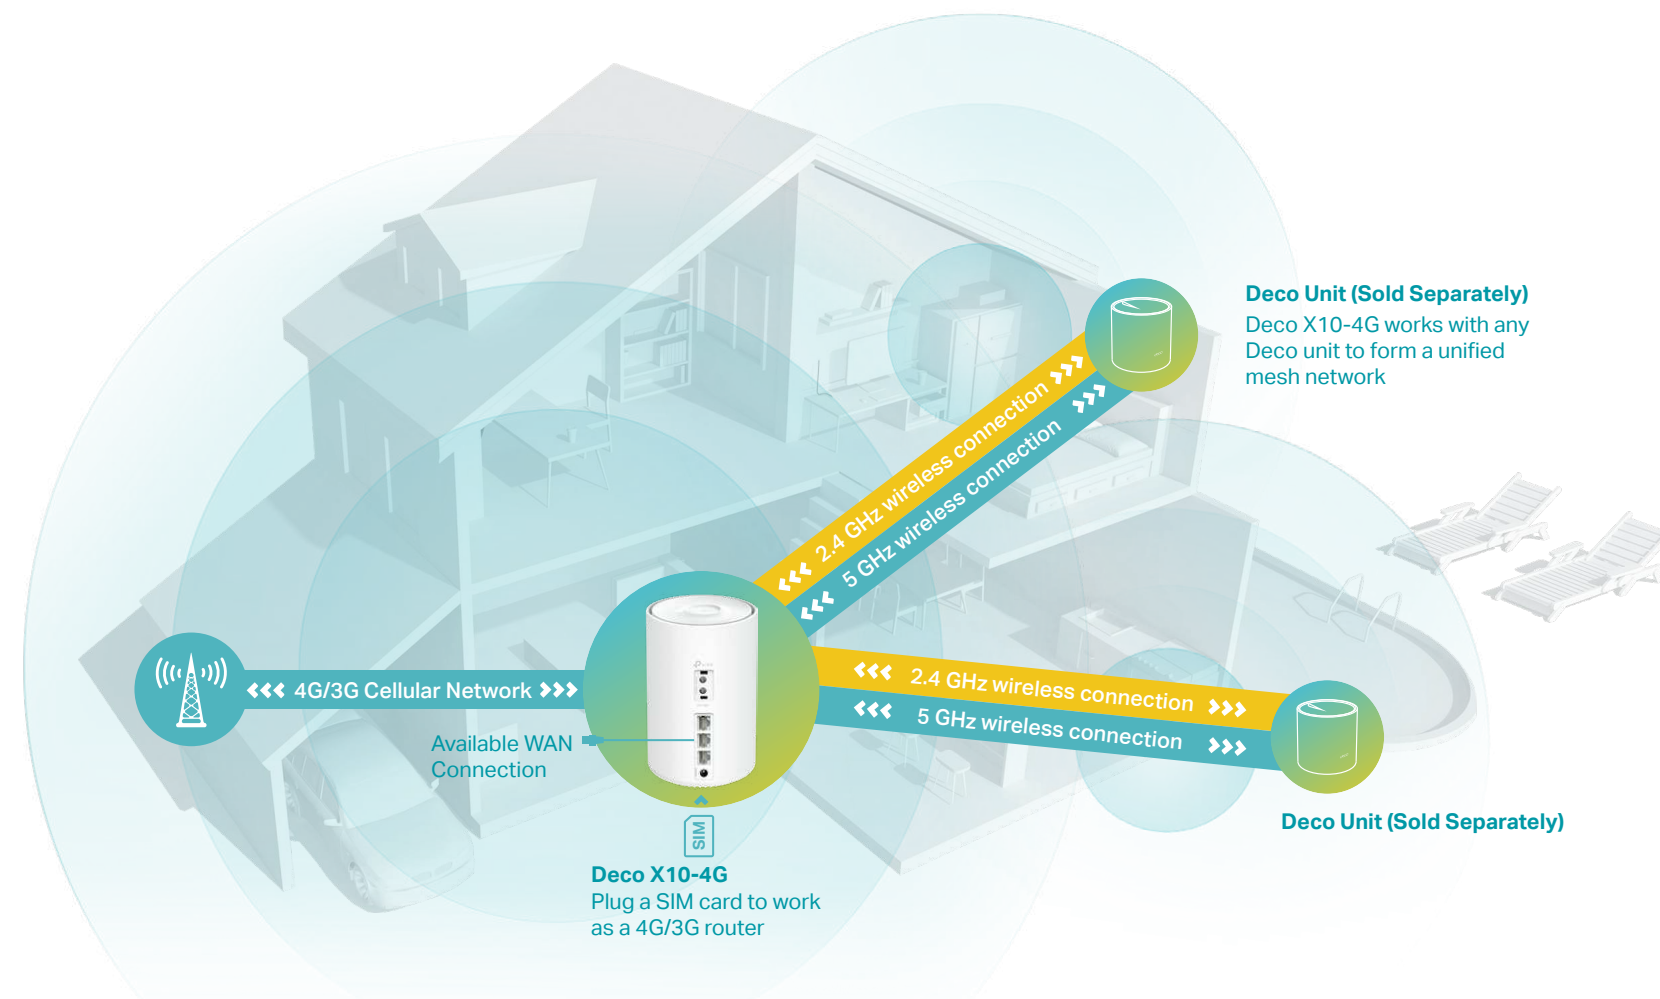 Deco Unit (Sold Separately)
Deco X10-4G works with any
Deco unit to form a unified
mesh network
2.4 GHz wireless connection
5 GHz wireless connection
4G/3G Cellular Network
2.4 GHz wireless connection
5 GHz wireless connection
Available WAN
Connection
Deco Unit (Sold Separately)
SIM
Deco X10-4G
Plug a SIM card to work
as a 4G/3G router